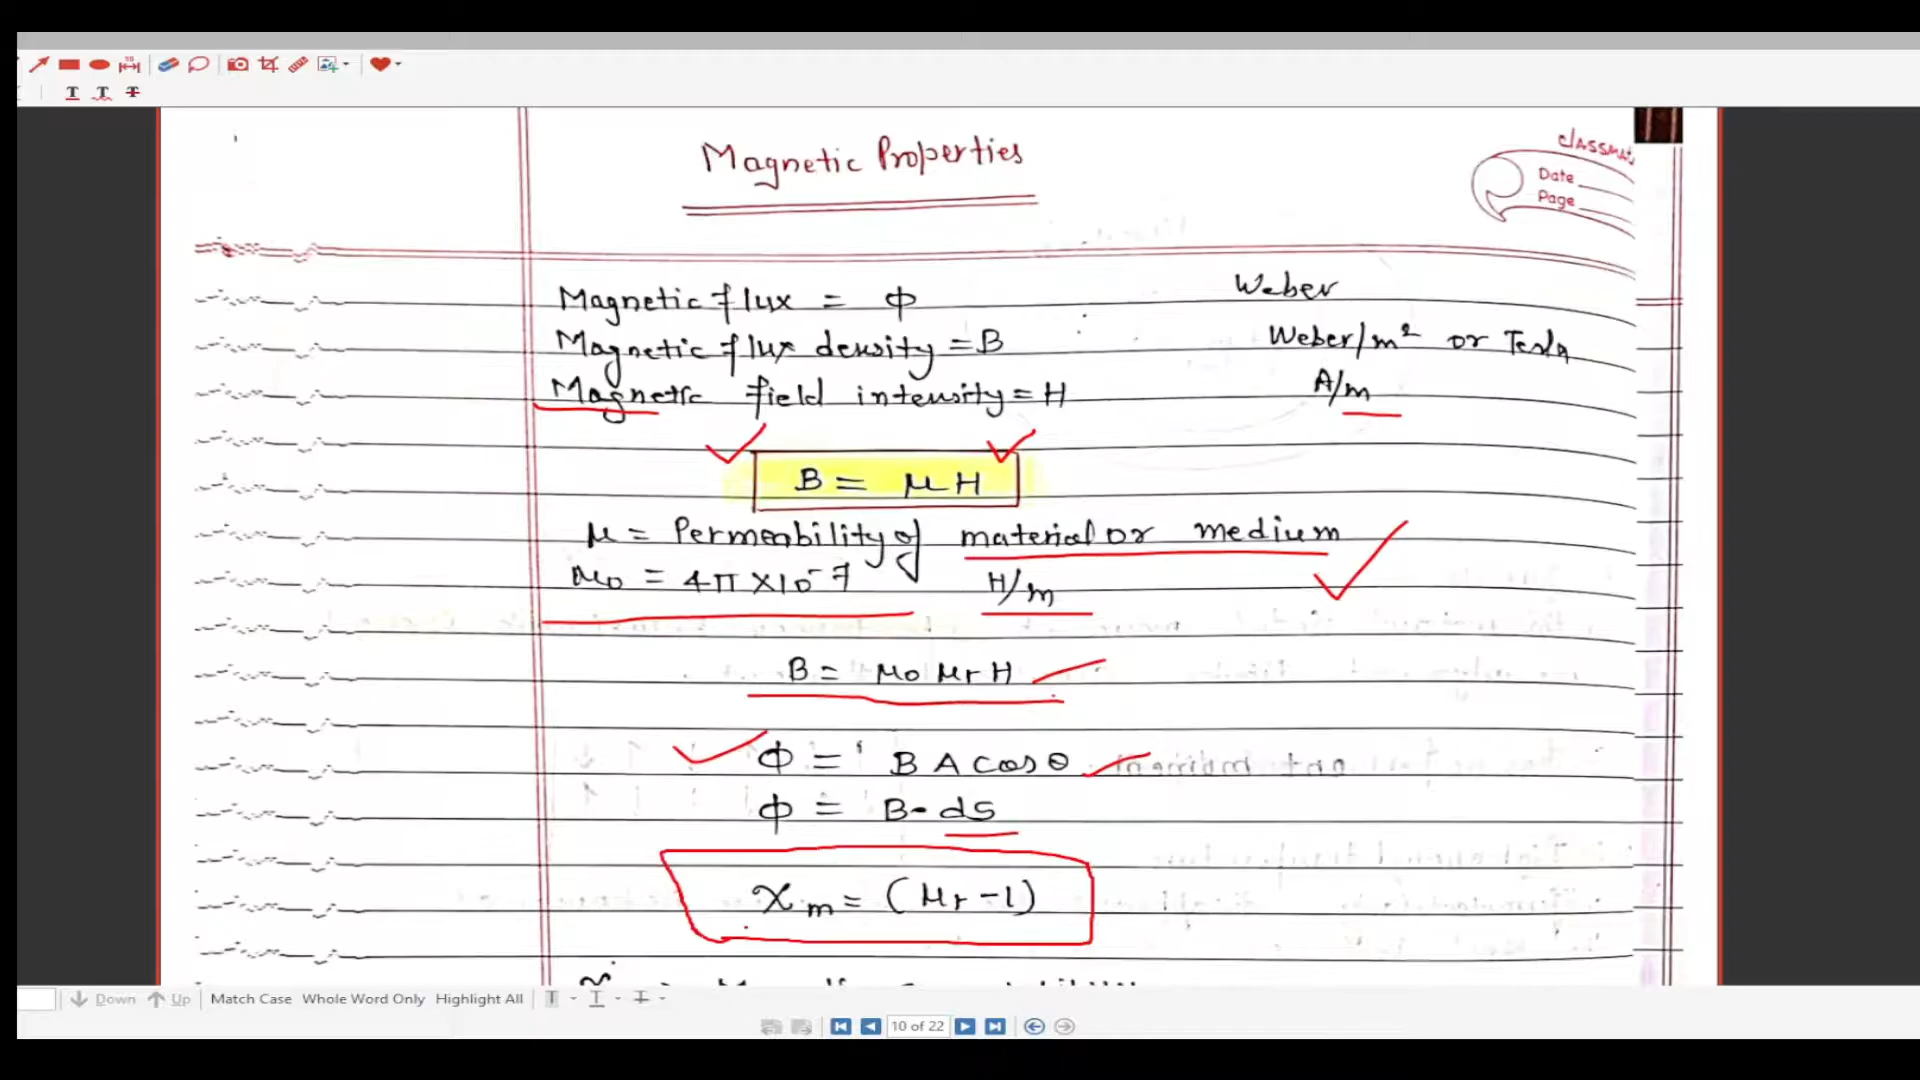 Magnetic Properties
classmate
Date
Page
Magnetic flux = Φ Weber
Magnetic flux density = B Weber/m² or Tesla
Magnetic field intensity = H A/m
B = μH
μ = Permeability of material or medium
μ0 = 4π × 10^-7 H/m
B = μ0 μr H
Φ = BA cos θ
Φ = B·ds
χm = (μr - 1)
Down Up Match Case Whole Word Only Highlight All
10 of 22